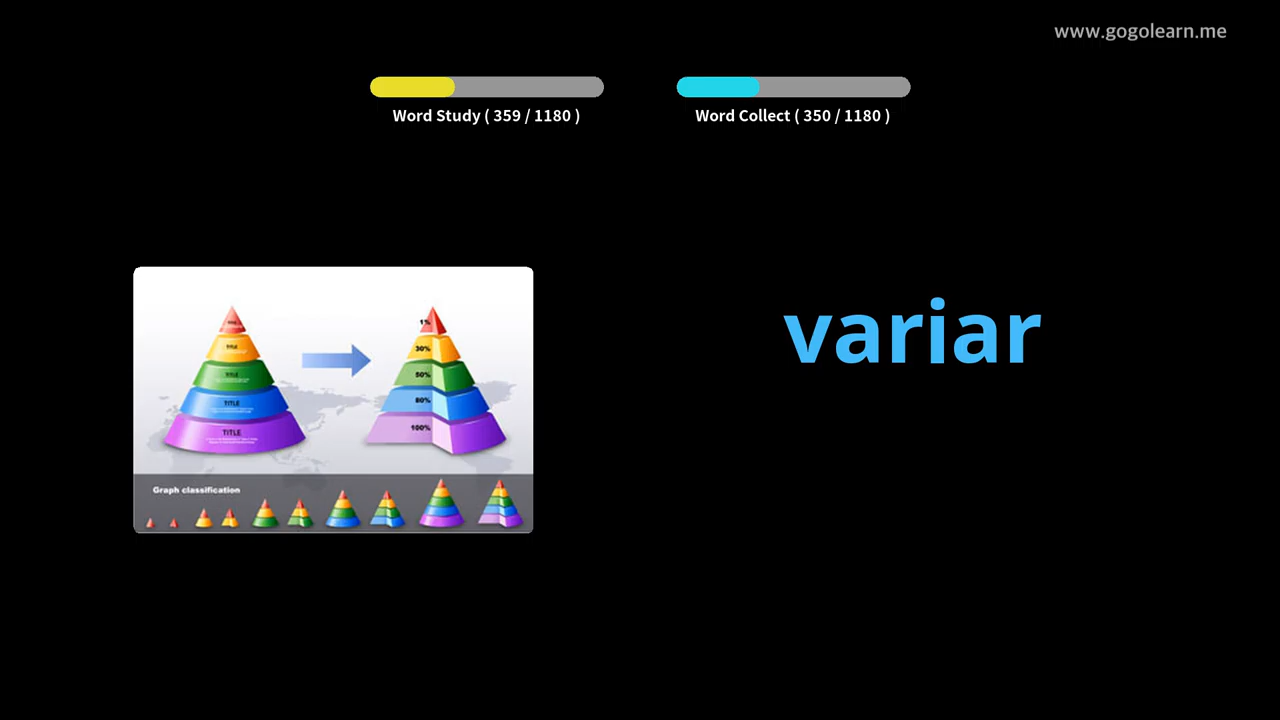 www.gogolearn.me
Word Study ( 359 / 1180 )
Word Collect ( 350 / 1180 )
variar
TITLE
TITLE
TITLE
TITLE
1%
30%
50%
80%
100%
Graph classification